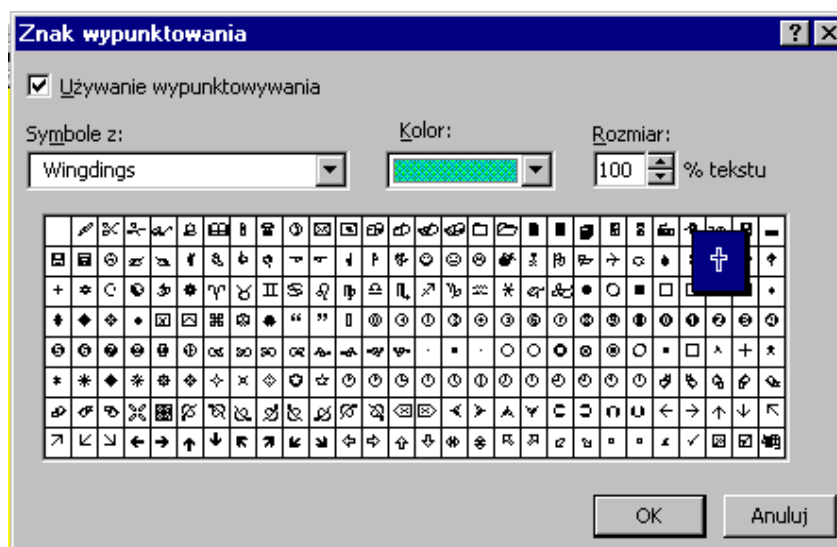 Znak wypunktowania
Używanie wypunktowywania
Symbole z: Kolor: Rozmiar:
Wingdings 100 % tekstu
OK Anuluj